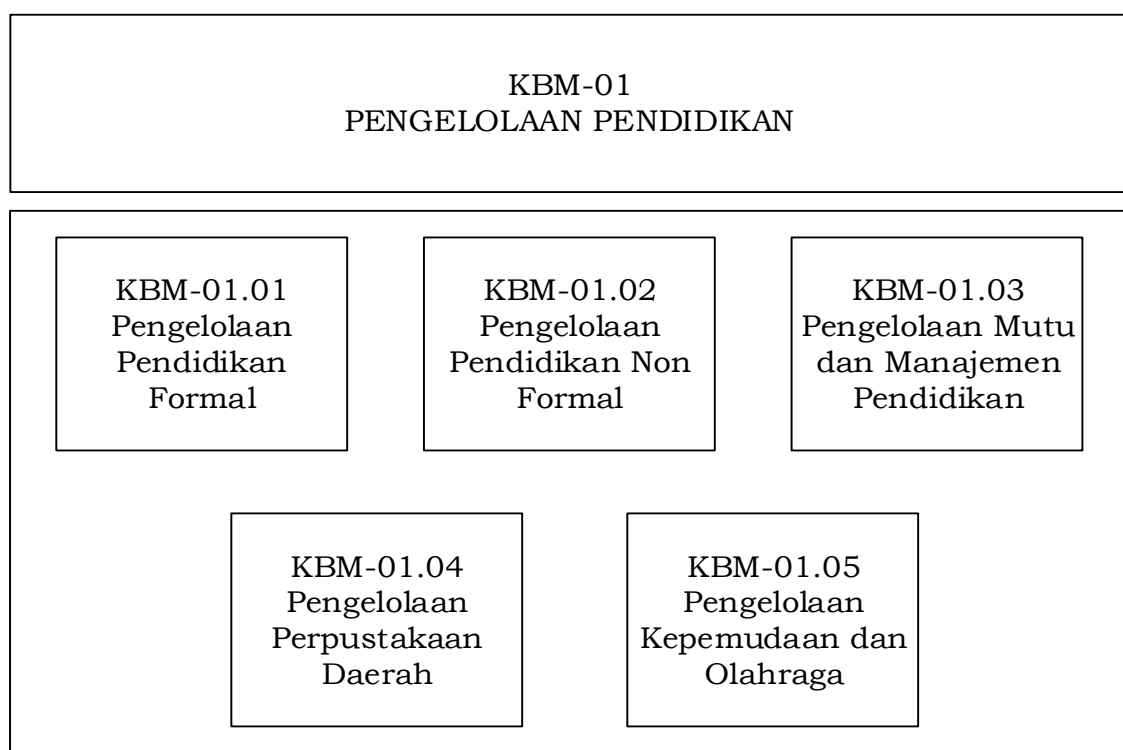 KBM-01
PENGELOLAAN PENDIDIKAN
KBM-01.01
Pengelolaan
Pendidikan
Formal
KBM-01.02
Pengelolaan
Pendidikan Non
Formal
KBM-01.03
Pengelolaan Mutu
dan Manajemen
Pendidikan
KBM-01.04
Pengelolaan
Perpustakaan
Daerah
KBM-01.05
Pengelolaan
Kepemudaan dan
Olahraga